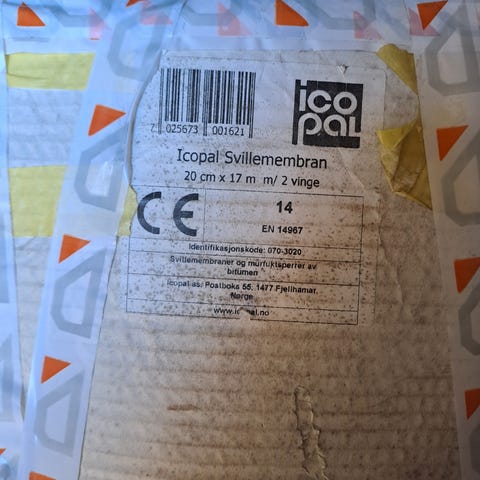 7 025673 001621
ico
pal
Icopal Svillemembran
20 cm x 17 m m/ 2 vinge
CE
14
EN 14967
Identifikasjonskode: 070-3020
Svillemembraner og murfuktsperrer av
bitumen
Icopal as, Postboks 55, 1477 Fjellhamar,
Norge